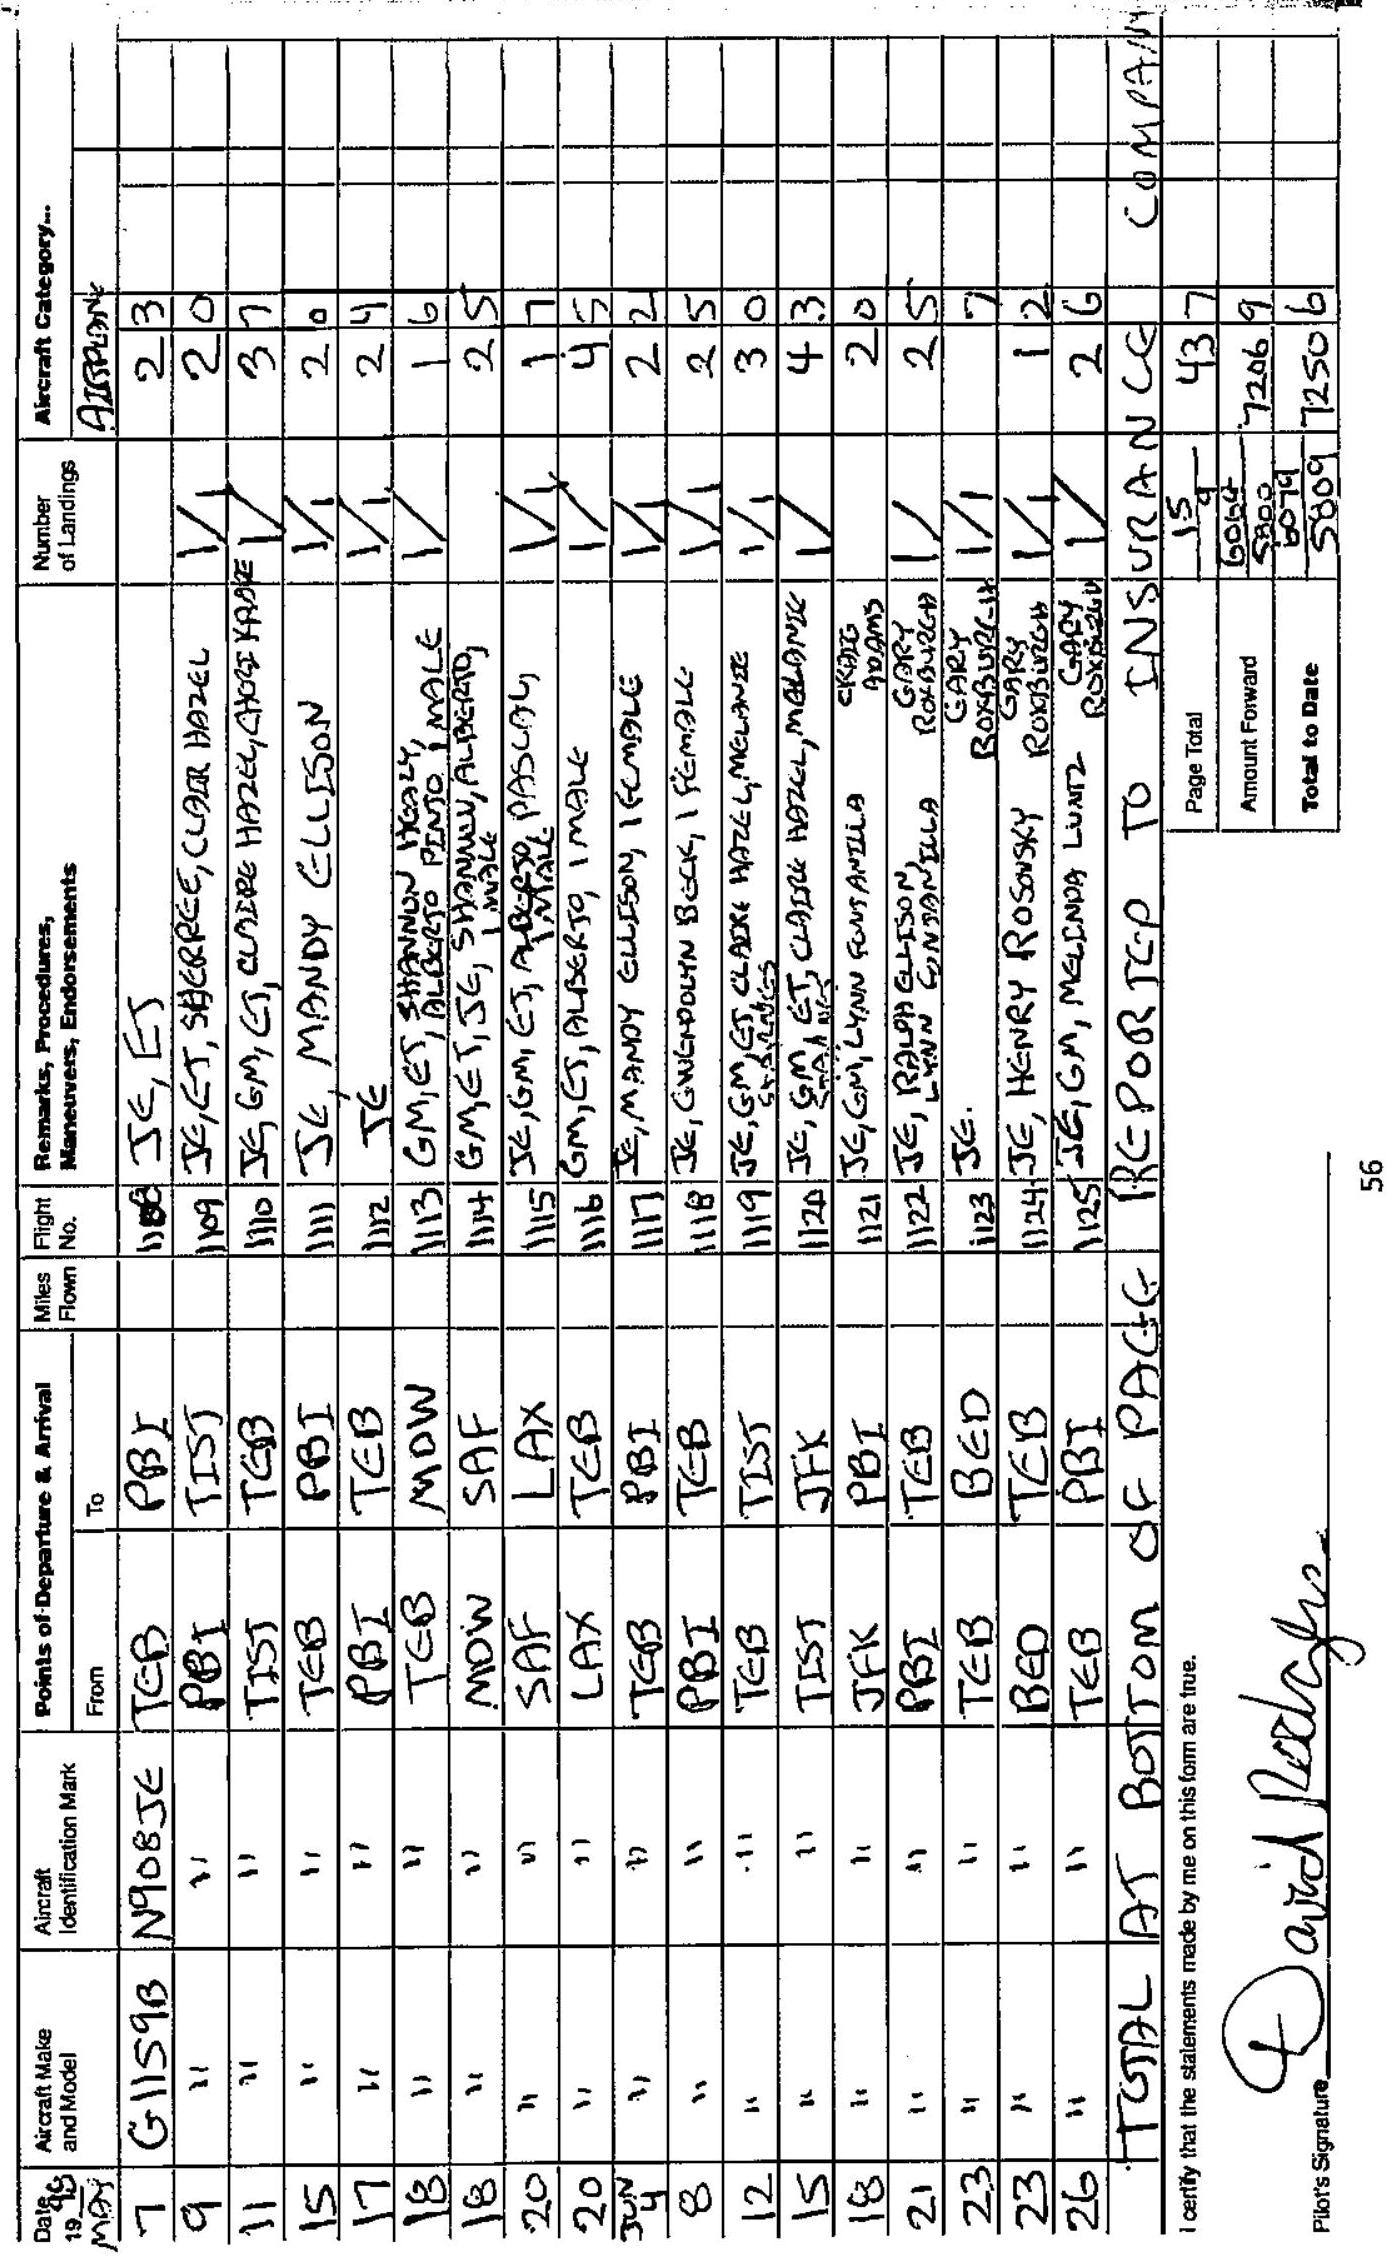 Date 19 98 Aircraft Make and Model Aircraft Identification Mark Points of Departure & Arrival Miles Flown Flight No. Remarks, Procedures, Maneuvers, Endorsements Number of Landings Aircraft Category...
MAY From To AIRPLANE
7 G1159B N908JE TEB PBI 1108 JE, ET 2 3
9 " " PBI TIST 1109 JE, ET, SHERREE, CLAIR HAZEL 1/1 2 0
11 " " TIST TEB 1110 JE, GM, ET, CLAIRE HAZEL, 1/ 3 7
15 " " TEB PBI 1111 JE, MANDY ELLISON 1/1 2 0
17 " " PBI TEB 1112 JE 1/1 2 4
18 " " TEB MDW 1113 GM, ET, SHANNON HEALY, ALBERTO PINTO, 1 MALE 1/ 1 6
18 " " MDW SAF 1114 GM, ET, JE, SHANNON, ALBERTO, 1 MALE 2 5
20 " " SAF LAX 1115 JE, GM, ET, ALBERTO, PASCAL, 1 MALE 1/1 1 7
20 " " LAX TEB 1116 GM, ET, ALBERTO, 1 MALE 1/ 4 5
JUN 4 " " TEB PBI 1117 JE, MANDY ELLISON, 1 FEMALE 1/1 2 2
8 " " PBI TEB 1118 JE, GWENDOLYN BECK, 1 FEMALE 1/1 2 5
12 " " TEB TIST 1119 JE, GM, ET, CLAIRE HAZEL, MELANIE 1/1 3 0
15 " " TIST JFK 1120 JE, GM, ET, CLAIRE HAZEL, MELANIE 1/ 4 3
18 " " JFK PBI 1121 JE, GM, LYNN FONTANILLA CRAIG ADAMS 2 0
21 " " PBI TEB 1122 JE, RALPH ELLISON, LYNN FONTANILLA GARY ROXBURGH 1/ 2 5
23 " " TEB BED 1123 JE. GARY ROXBURGH 1/1 7
23 " " BED TEB 1124 JE, HENRY ROSOVSKY GARY ROXBURGH 1/1 1 2
26 " " TEB PBI 1125 JE, GM, MELINDA LUNTZ GARY ROXBURGH 1/ 2 6
TOTAL AT BOTTOM OF PAGE REPORTED TO INSURANCE COMPANY
I certify that the statements made by me on this form are true. Page Total 15 9 43 7
Amount Forward 6064 5800 7206 9
Pilot's Signature David Rodgers Total to Date 6079 5809 7250 6
56